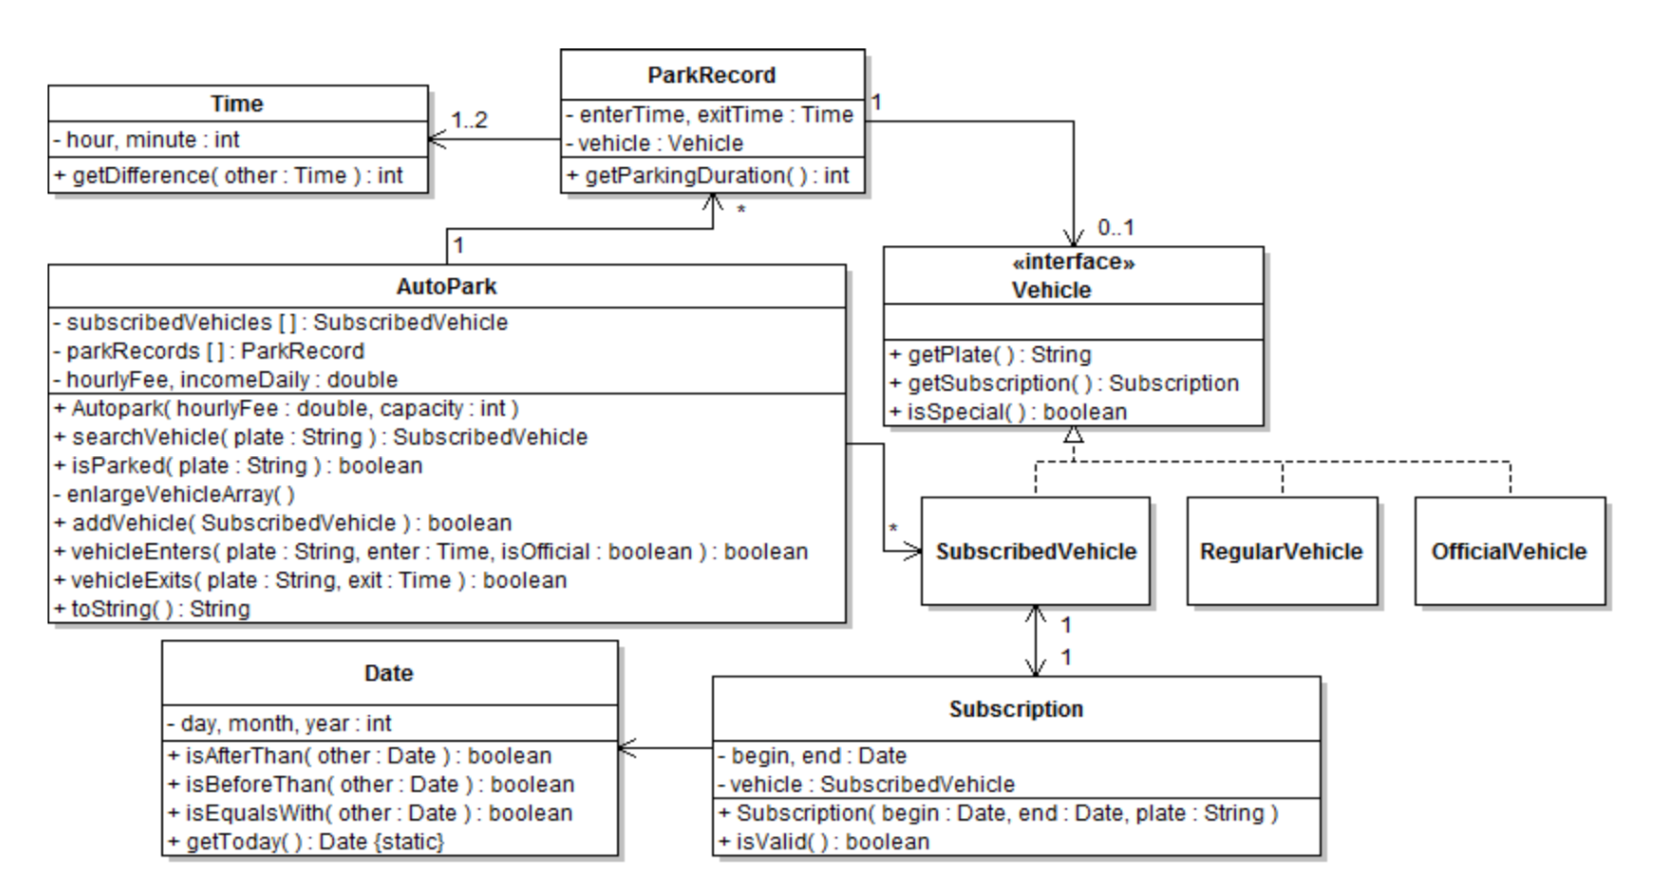 Time
- hour, minute : int
+ getDifference( other : Time ) : int
1..2
ParkRecord
- enterTime, exitTime : Time
- vehicle : Vehicle
+ getParkingDuration( ) : int
1
0..1
*
1
AutoPark
- subscribedVehicles [ ] : SubscribedVehicle
- parkRecords [ ] : ParkRecord
- hourlyFee, incomeDaily : double
+ Autopark( hourlyFee : double, capacity : int )
+ searchVehicle( plate : String ) : SubscribedVehicle
+ isParked( plate : String ) : boolean
- enlargeVehicleArray( )
+ addVehicle( SubscribedVehicle ) : boolean
+ vehicleEnters( plate : String, enter : Time, isOfficial : boolean ) : boolean
+ vehicleExits( plate : String, exit : Time ) : boolean
+ toString( ) : String
«interface»
Vehicle
+ getPlate( ) : String
+ getSubscription( ) : Subscription
+ isSpecial( ) : boolean
*
SubscribedVehicle
RegularVehicle
OfficialVehicle
1
1
Date
- day, month, year : int
+ isAfterThan( other : Date ) : boolean
+ isBeforeThan( other : Date ) : boolean
+ isEqualsWith( other : Date ) : boolean
+ getToday( ) : Date {static}
Subscription
- begin, end : Date
- vehicle : SubscribedVehicle
+ Subscription( begin : Date, end : Date, plate : String )
+ isValid( ) : boolean